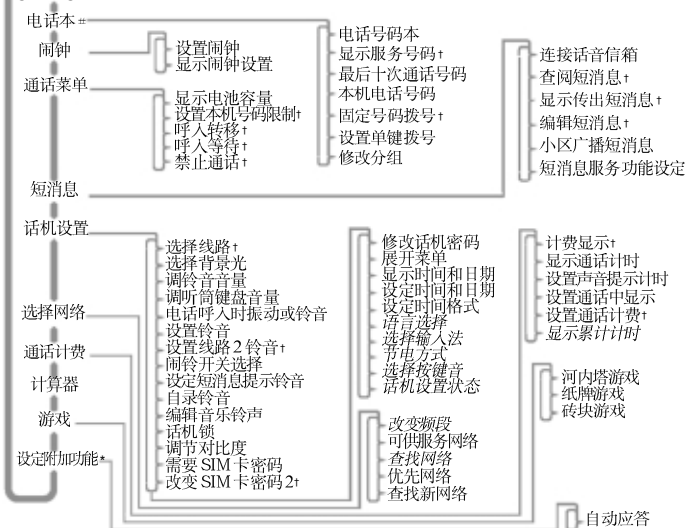 电话本 #
闹钟
通话菜单
短消息
话机设置
选择网络
通话计费
计算器
游戏
设定附加功能*
设置闹钟
显示闹钟设置
显示电池容量
设置本机号码限制†
呼入转移†
呼入等待†
禁止通话†
电话号码本
显示服务号码†
最后十次通话号码
本机电话号码
固定号码拨号†
设置单键拨号
修改分组
连接话音信箱
查阅短消息†
显示传出短消息†
编辑短消息†
小区广播短消息
短消息服务功能设定
选择线路†
选择背景光
调铃音音量
调听筒键盘音量
电话呼入时振动或铃音
设置铃音
设置线路2铃音†
闹铃开关选择
设定短消息提示铃音
自录铃音
编辑音乐铃声
话机锁
调节对比度
需要 SIM 卡密码
改变 SIM 卡密码2†
修改话机密码
展开菜单
显示时间和日期
设定时间和日期
设定时间格式
语言选择
选择输入法
节电方式
选择按键音
话机设置状态
改变频段
可供服务网络
查找网络
优先网络
查找新网络
计费显示†
显示通话计时
设置声音提示计时
设置通话中显示
设置通话计费†
显示累计计时
河内塔游戏
纸牌游戏
砖块游戏
自动应答